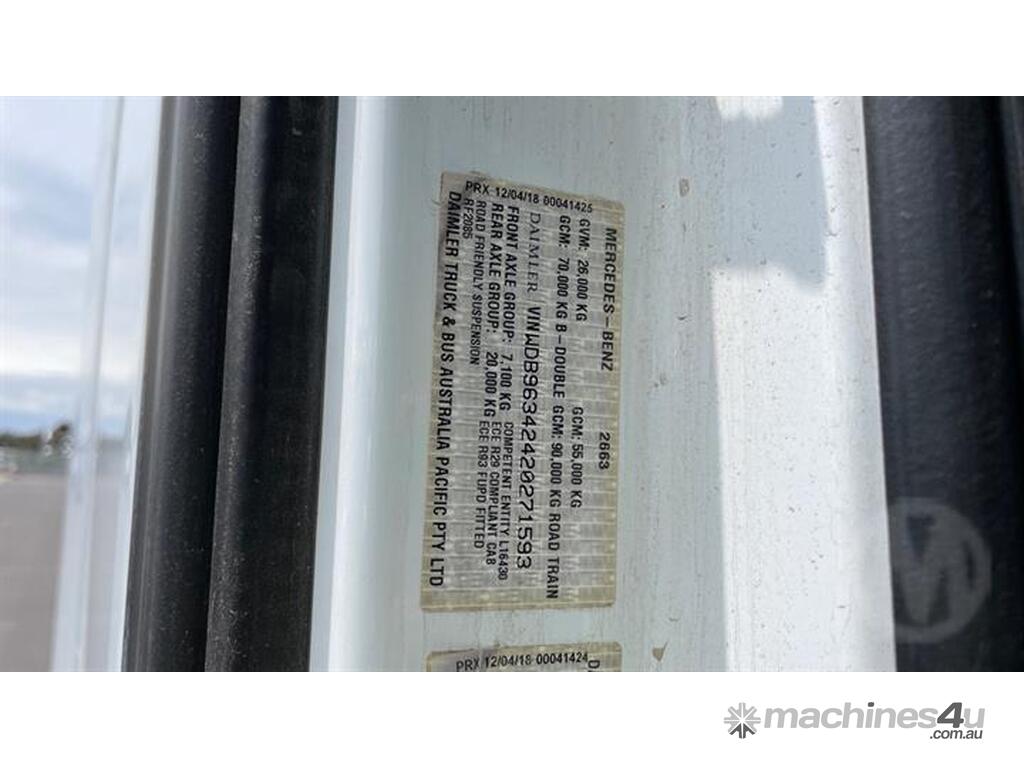 PRX 12/04/18 00041425
MERCEDES-BENZ 2663
GVM: 26,000 KG GCM: 55,000 KG
GCM: 70,000 KG B-DOUBLE GCM: 90,000 KG ROAD TRAIN
DAIMLER VIN WDB96342420271593
FRONT AXLE GROUP: 7,100 KG COMPETENT ENTITY L16430
REAR AXLE GROUP: 20,000 KG ECE R29 COMPLIANT CAB
ROAD FRIENDLY SUSPENSION ECE R93 FUPD FITTED
RF2085
DAIMLER TRUCK & BUS AUSTRALIA PACIFIC PTY LTD
PRX 12/04/18 00041424
machines4u
.com.au